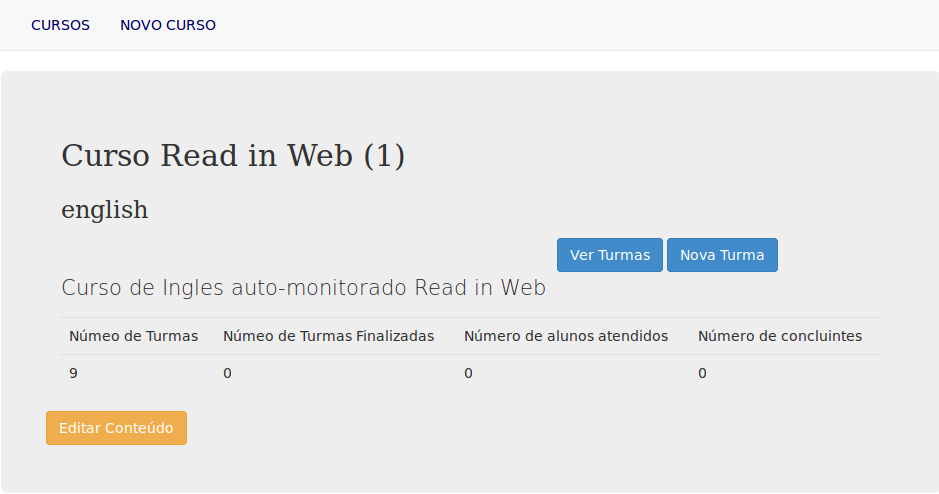 CURSOS NOVO CURSO
Curso Read in Web (1)
english
Ver Turmas Nova Turma
Curso de Ingles auto-monitorado Read in Web
Númeo de Turmas Númeo de Turmas Finalizadas Número de alunos atendidos Número de concluintes
9 0 0 0
Editar Conteúdo